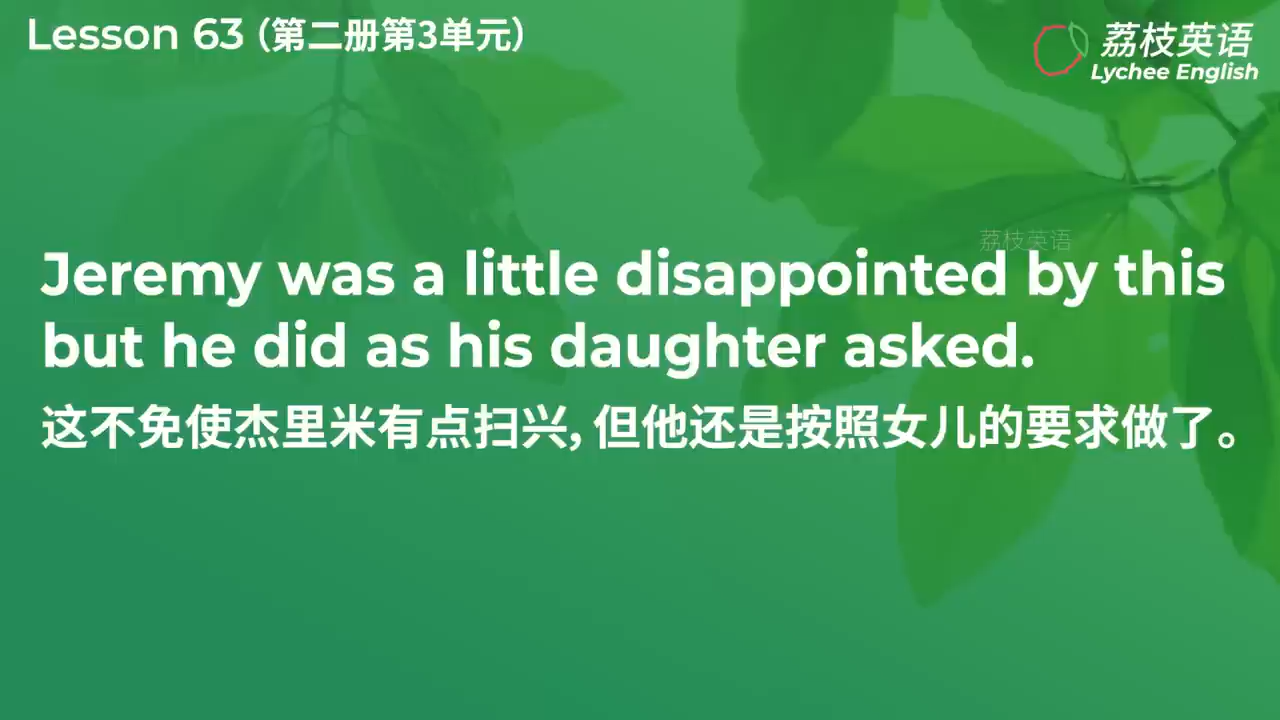 Lesson 63（第二册第3单元）
荔枝英语
Lychee English
荔枝英语
Jeremy was a little disappointed by this
but he did as his daughter asked.
这不免使杰里米有点扫兴, 但他还是按照女儿的要求做了。